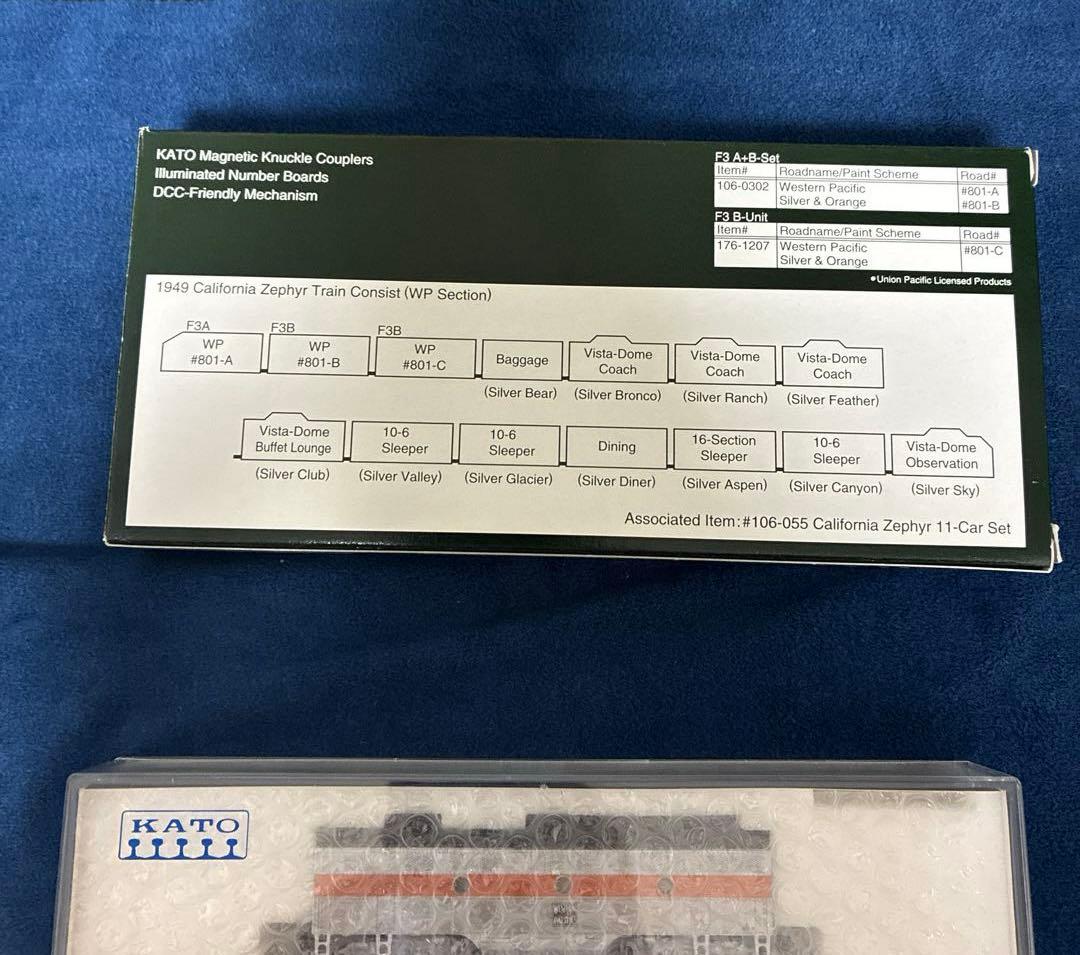 KATO Magnetic Knuckle Couplers
Illuminated Number Boards
DCC-Friendly Mechanism
F3 A+B-Set
Item# Roadname/Paint Scheme Road#
106-0302 Western Pacific #801-A
Silver & Orange #801-B
F3 B-Unit
Item# Roadname/Paint Scheme Road#
176-1207 Western Pacific #801-C
Silver & Orange
●Union Pacific Licensed Products
1949 California Zephyr Train Consist (WP Section)
F3A F3B F3B
WP WP WP Baggage Vista-Dome Vista-Dome Vista-Dome
#801-A #801-B #801-C Coach Coach Coach
(Silver Bear) (Silver Bronco) (Silver Ranch) (Silver Feather)
Vista-Dome 10-6 10-6 Dining 16-Section 10-6 Vista-Dome
Buffet Lounge Sleeper Sleeper Sleeper Sleeper Observation
(Silver Club) (Silver Valley) (Silver Glacier) (Silver Diner) (Silver Aspen) (Silver Canyon) (Silver Sky)
Associated Item:#106-055 California Zephyr 11-Car Set
KATO